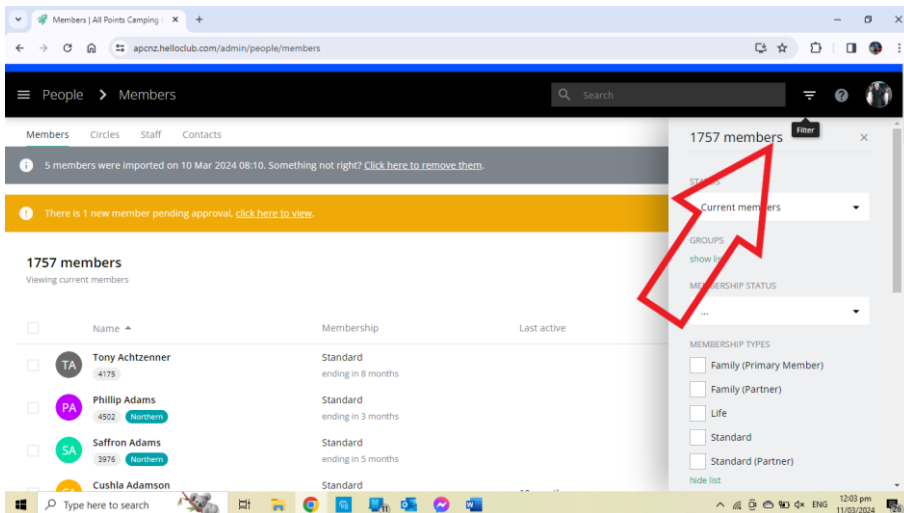 Members | All Points Camping C
apcnz.helloclub.com/admin/people/members
People > Members
Search
Members Circles Staff Contacts
Filter
1757 members
5 members were imported on 10 Mar 2024 08:10. Something not right? Click here to remove them.
There is 1 new member pending approval, click here to view.
STATUS
Current members
GROUPS
show list
MEMBERSHIP STATUS
...
MEMBERSHIP TYPES
Family (Primary Member)
Family (Partner)
Life
Standard
Standard (Partner)
hide list
1757 members
Viewing current members
Name Membership Last active
TA Tony Achtzenner Standard
4175 ending in 8 months
PA Phillip Adams Standard
4502 Northern ending in 3 months
SA Saffron Adams Standard
3976 Northern ending in 5 months
Cushla Adamson Standard
Type here to search
ENG
12:03 pm
11/03/2024